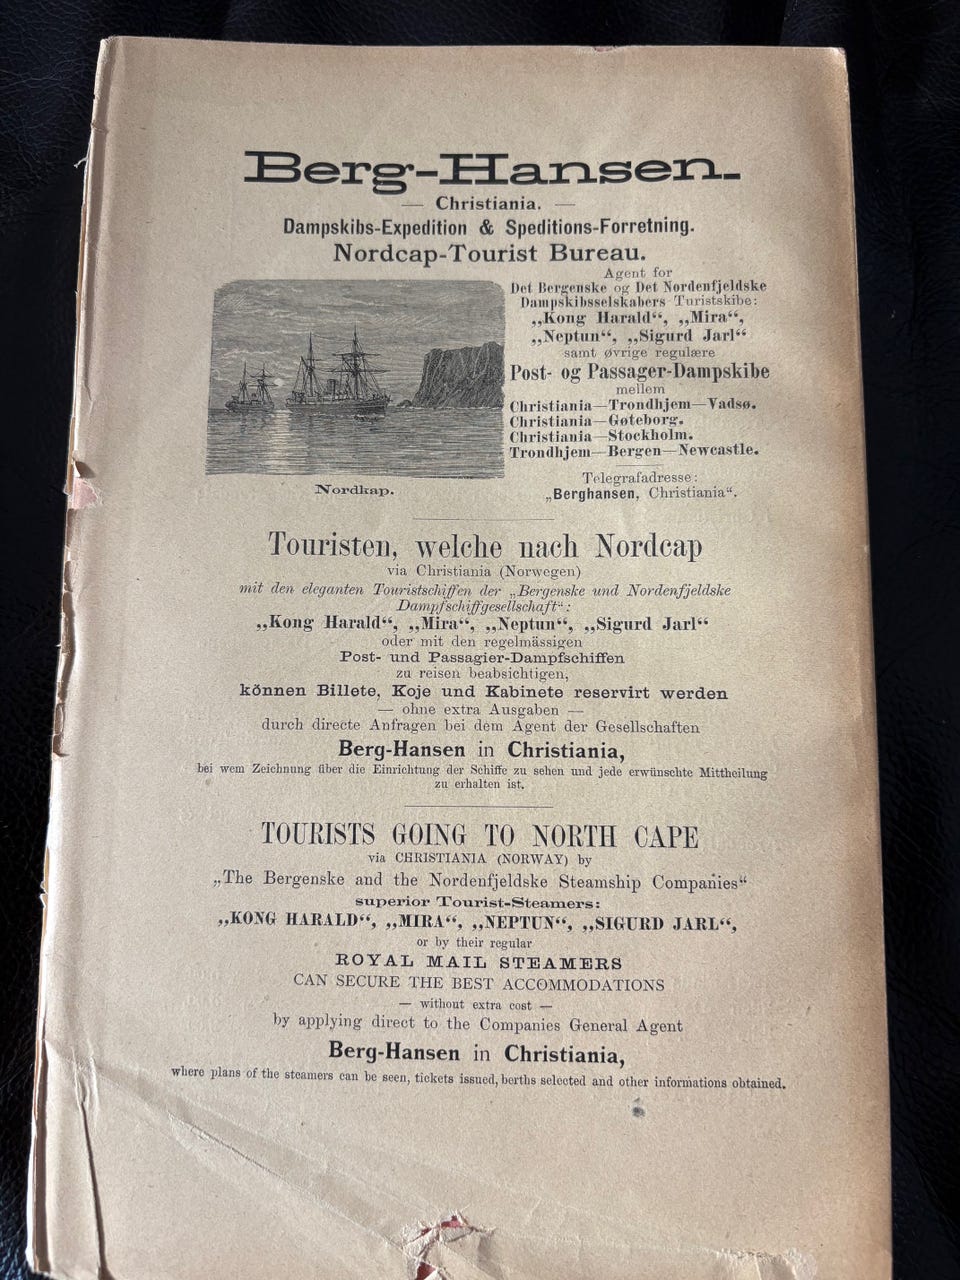 Berg-Hansen.
— Christiania. —
Dampskibs-Expedition & Speditions-Forretning.
Nordcap-Tourist Bureau.
Agent for
Det Bergenske og Det Nordenfjeldske
Dampskibsselskabers Turistskibe:
„Kong Harald“, „Mira“,
„Neptun“, „Sigurd Jarl“
samt øvrige regulære
Post- og Passager-Dampskibe
mellem
Christiania—Trondhjem—Vadsø.
Christiania—Gøteborg.
Christiania—Stockholm.
Trondhjem—Bergen—Newcastle.
Telegrafadresse:
„Berghansen, Christiania“.
Nordkap.
Touristen, welche nach Nordcap
via Christiania (Norwegen)
mit den eleganten Touristschiffen der „Bergenske und Nordenfjeldske
Dampfschiffgesellschaft“:
„Kong Harald“, „Mira“, „Neptun“, „Sigurd Jarl“
oder mit den regelmässigen
Post- und Passagier-Dampfschiffen
zu reisen beabsichtigen,
können Billete, Koje und Kabinete reservirt werden
— ohne extra Ausgaben —
durch directe Anfragen bei dem Agent der Gesellschaften
Berg-Hansen in Christiania,
bei wem Zeichnung über die Einrichtung der Schiffe zu sehen und jede erwünschte Mittheilung
zu erhalten ist.
TOURISTS GOING TO NORTH CAPE
via CHRISTIANIA (NORWAY) by
„The Bergenske and the Nordenfjeldske Steamship Companies“
superior Tourist-Steamers:
„KONG HARALD“, „MIRA“, „NEPTUN“, „SIGURD JARL“,
or by their regular
ROYAL MAIL STEAMERS
CAN SECURE THE BEST ACCOMMODATIONS
— without extra cost —
by applying direct to the Companies General Agent
Berg-Hansen in Christiania,
where plans of the steamers can be seen, tickets issued, berths selected and other informations obtained.